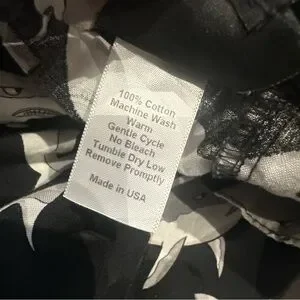 100% Cotton
Machine Wash
Warm
Gentle Cycle
No Bleach
Tumble Dry Low
Remove Promptly
Made in USA